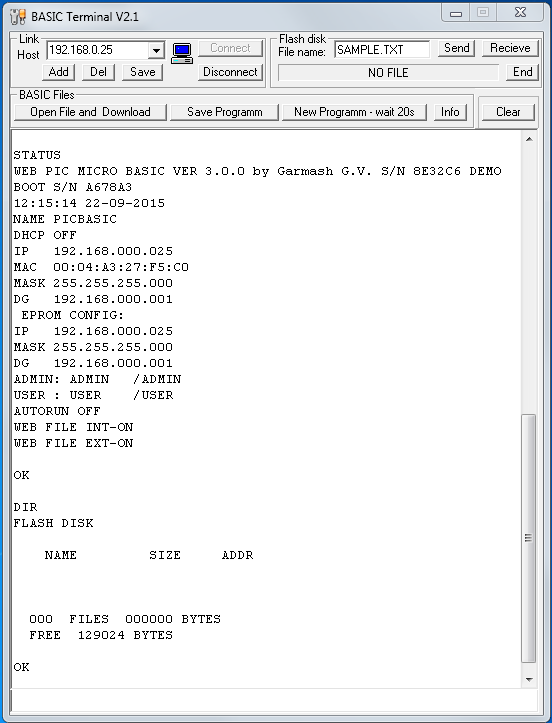 BASIC Terminal V2.1
Link
Host 192.168.0.25 Connect
Add Del Save Disconnect
Flash disk
File name: SAMPLE.TXT Send Recieve
NO FILE End
BASIC Files
Open File and Download Save Programm New Programm - wait 20s Info Clear
STATUS
WEB PIC MICRO BASIC VER 3.0.0 by Garmash G.V. S/N 8E32C6 DEMO
BOOT S/N A678A3
12:15:14 22-09-2015
NAME PICBASIC
DHCP OFF
IP   192.168.000.025
MAC  00:04:A3:27:F5:C0
MASK 255.255.255.000
DG   192.168.000.001
 EPROM CONFIG:
IP   192.168.000.025
MASK 255.255.255.000
DG   192.168.000.001
ADMIN: ADMIN   /ADMIN
USER : USER    /USER
AUTORUN OFF
WEB FILE INT-ON
WEB FILE EXT-ON
OK
DIR
FLASH DISK
    NAME         SIZE     ADDR
  000  FILES  000000 BYTES
  FREE  129024 BYTES
OK